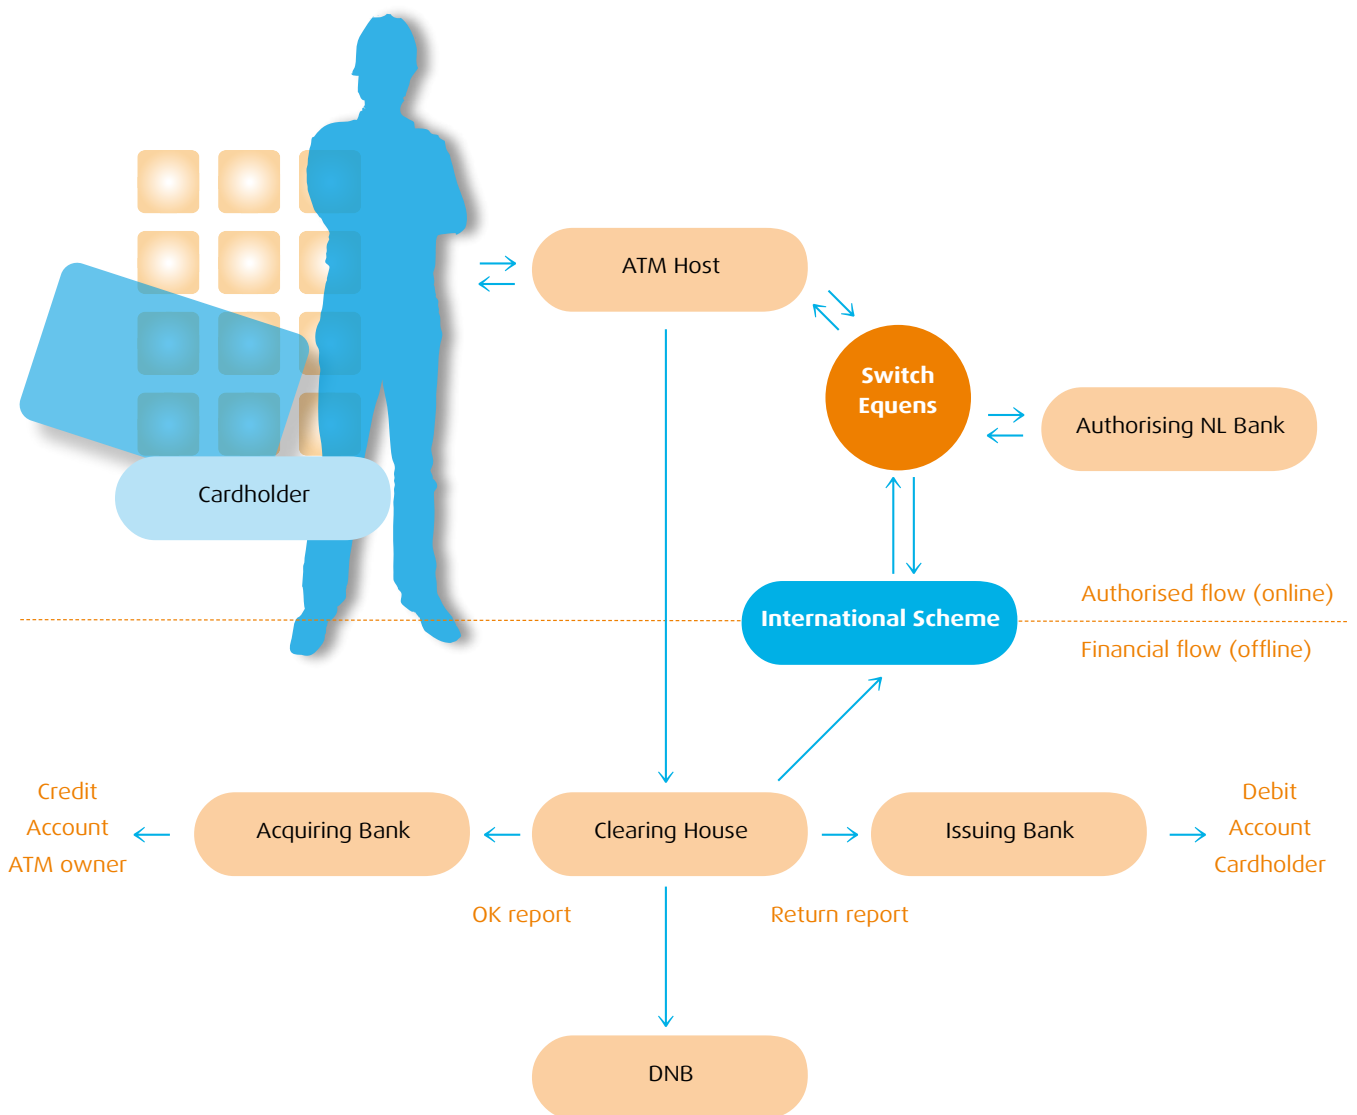 ATM Host
Switch
Equens
Authorising NL Bank
Cardholder
Authorised flow (online)
International Scheme
Financial flow (offline)
Credit
Account
ATM owner
Acquiring Bank
Clearing House
Issuing Bank
Debit
Account
Cardholder
OK report
Return report
DNB